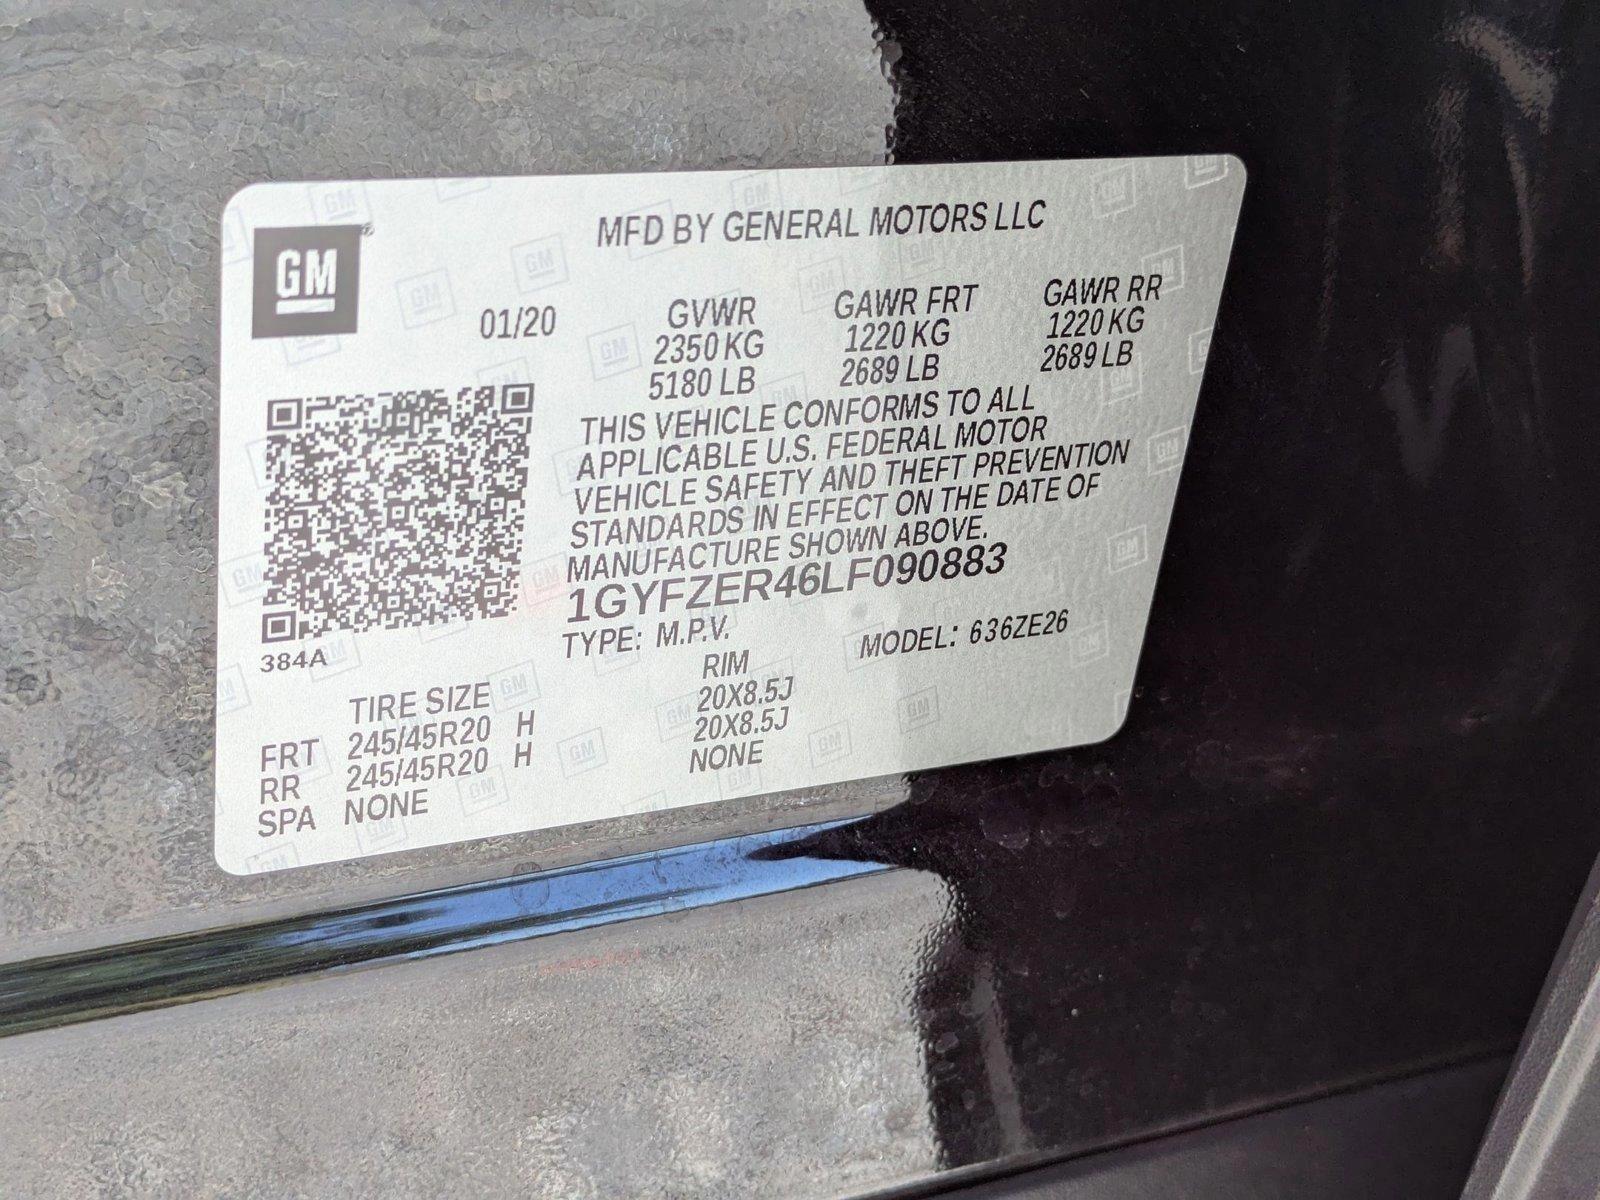 GM
MFD BY GENERAL MOTORS LLC
01/20
GVWR GAWR FRT GAWR RR
2350 KG 1220 KG 1220 KG
5180 LB 2689 LB 2689 LB
THIS VEHICLE CONFORMS TO ALL
APPLICABLE U.S. FEDERAL MOTOR
VEHICLE SAFETY AND THEFT PREVENTION
STANDARDS IN EFFECT ON THE DATE OF
MANUFACTURE SHOWN ABOVE.
1GYFZER46LF090883
TYPE: M.P.V. MODEL: 636ZE26
384A
TIRE SIZE RIM
FRT 245/45R20 H 20X8.5J
RR 245/45R20 H 20X8.5J
SPA NONE NONE